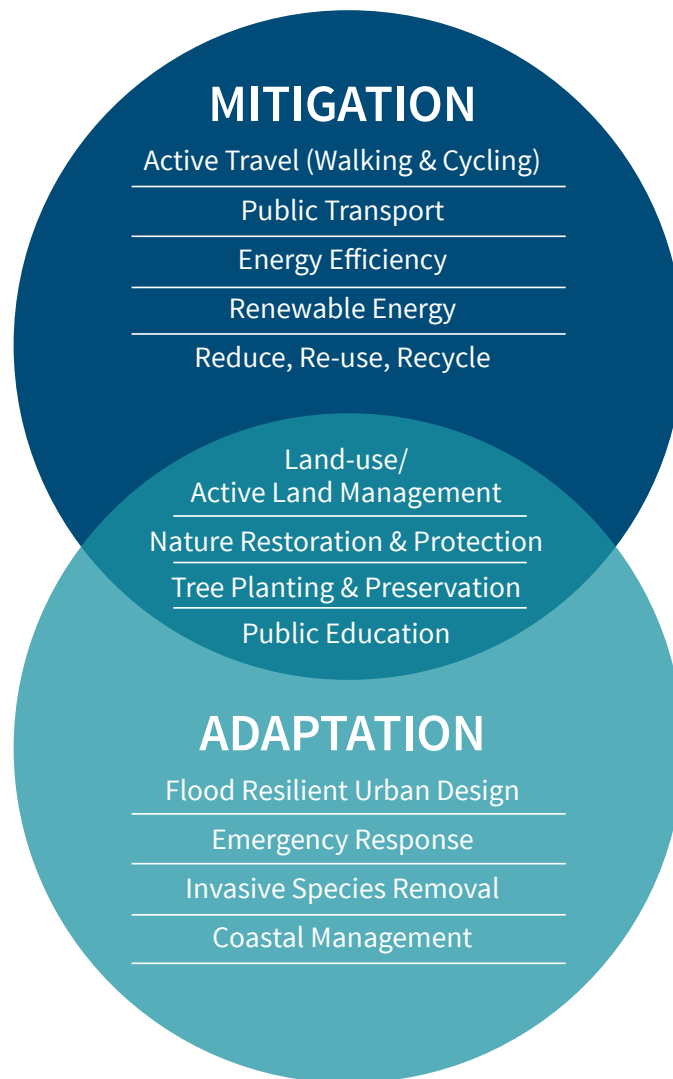 MITIGATION
Active Travel (Walking & Cycling)
Public Transport
Energy Efficiency
Renewable Energy
Reduce, Re-use, Recycle
Land-use/
Active Land Management
Nature Restoration & Protection
Tree Planting & Preservation
Public Education
ADAPTATION
Flood Resilient Urban Design
Emergency Response
Invasive Species Removal
Coastal Management